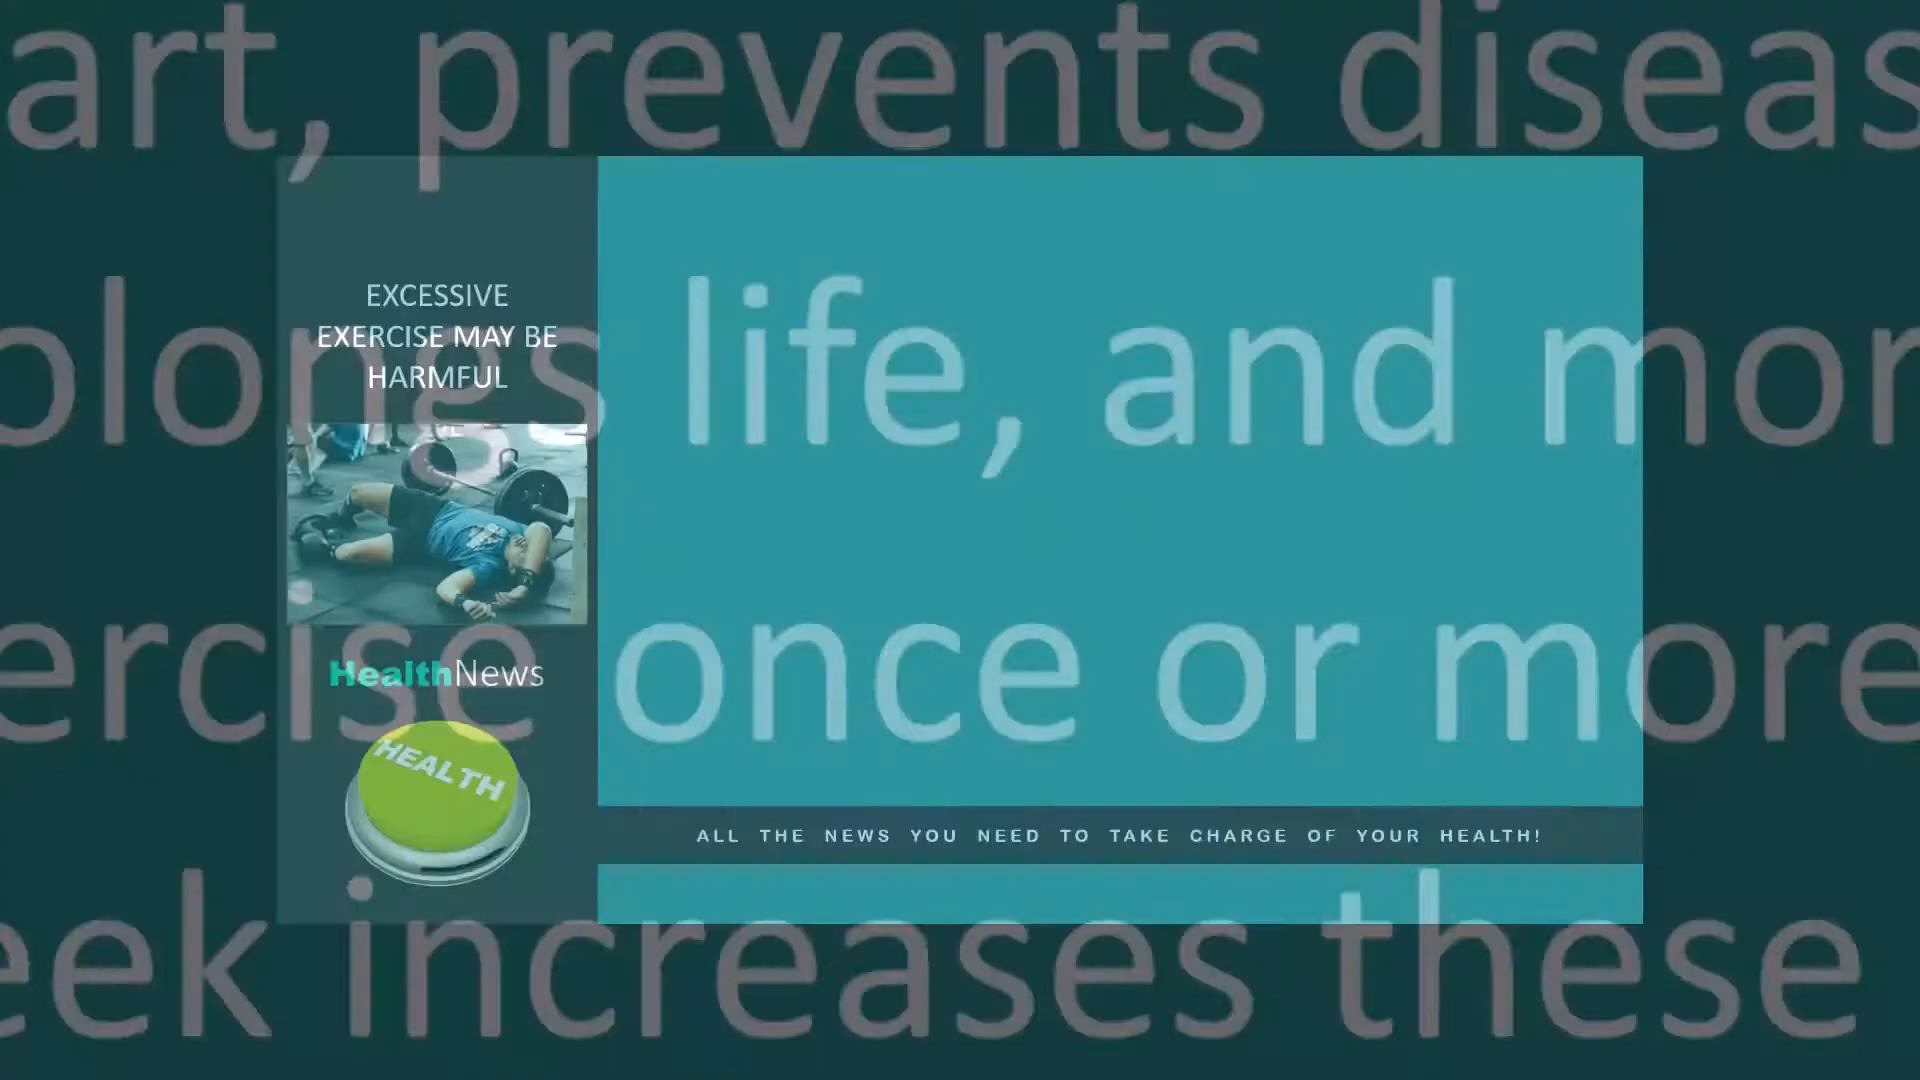 art, prevents diseas
olongs life, and mor
ercise once or more
eek increases these
EXCESSIVE
EXERCISE MAY BE
HARMFUL
HealthNews
HEALTH
ALL THE NEWS YOU NEED TO TAKE CHARGE OF YOUR HEALTH!